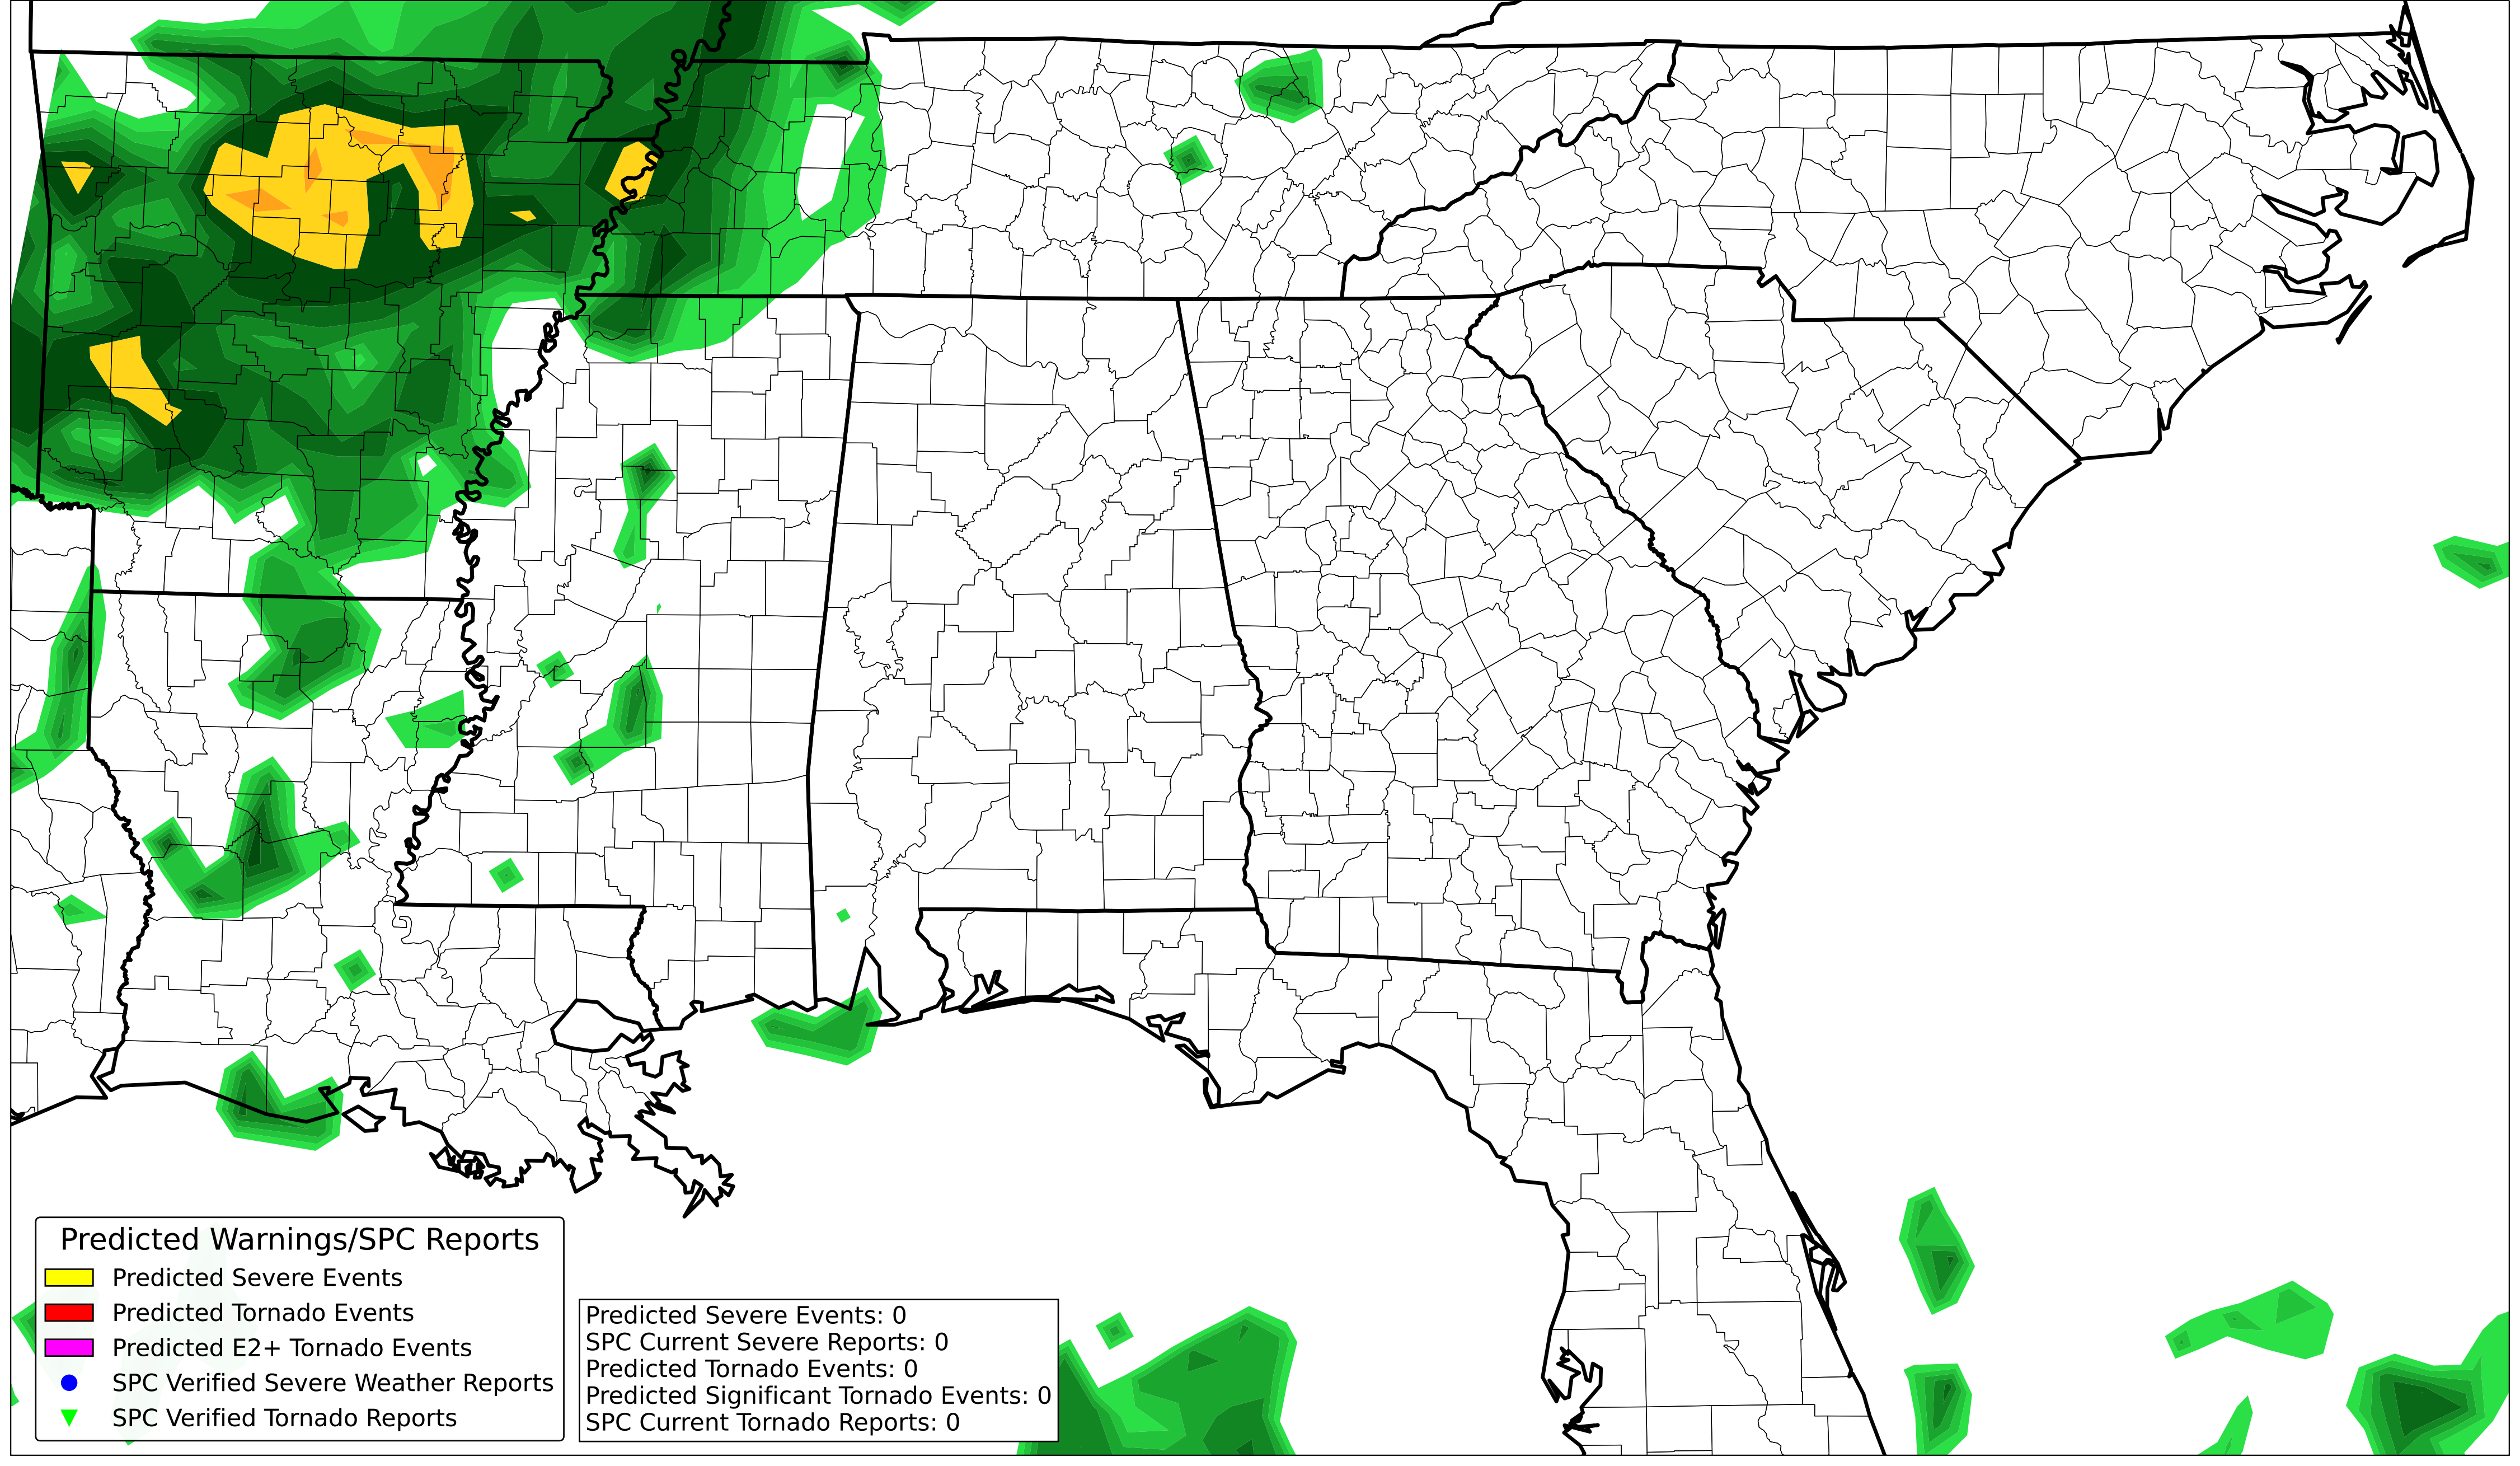 Predicted Warnings/SPC Reports
Predicted Severe Events
Predicted Tornado Events
Predicted E2+ Tornado Events
SPC Verified Severe Weather Reports
SPC Verified Tornado Reports
Predicted Severe Events: 0
SPC Current Severe Reports: 0
Predicted Tornado Events: 0
Predicted Significant Tornado Events: 0
SPC Current Tornado Reports: 0